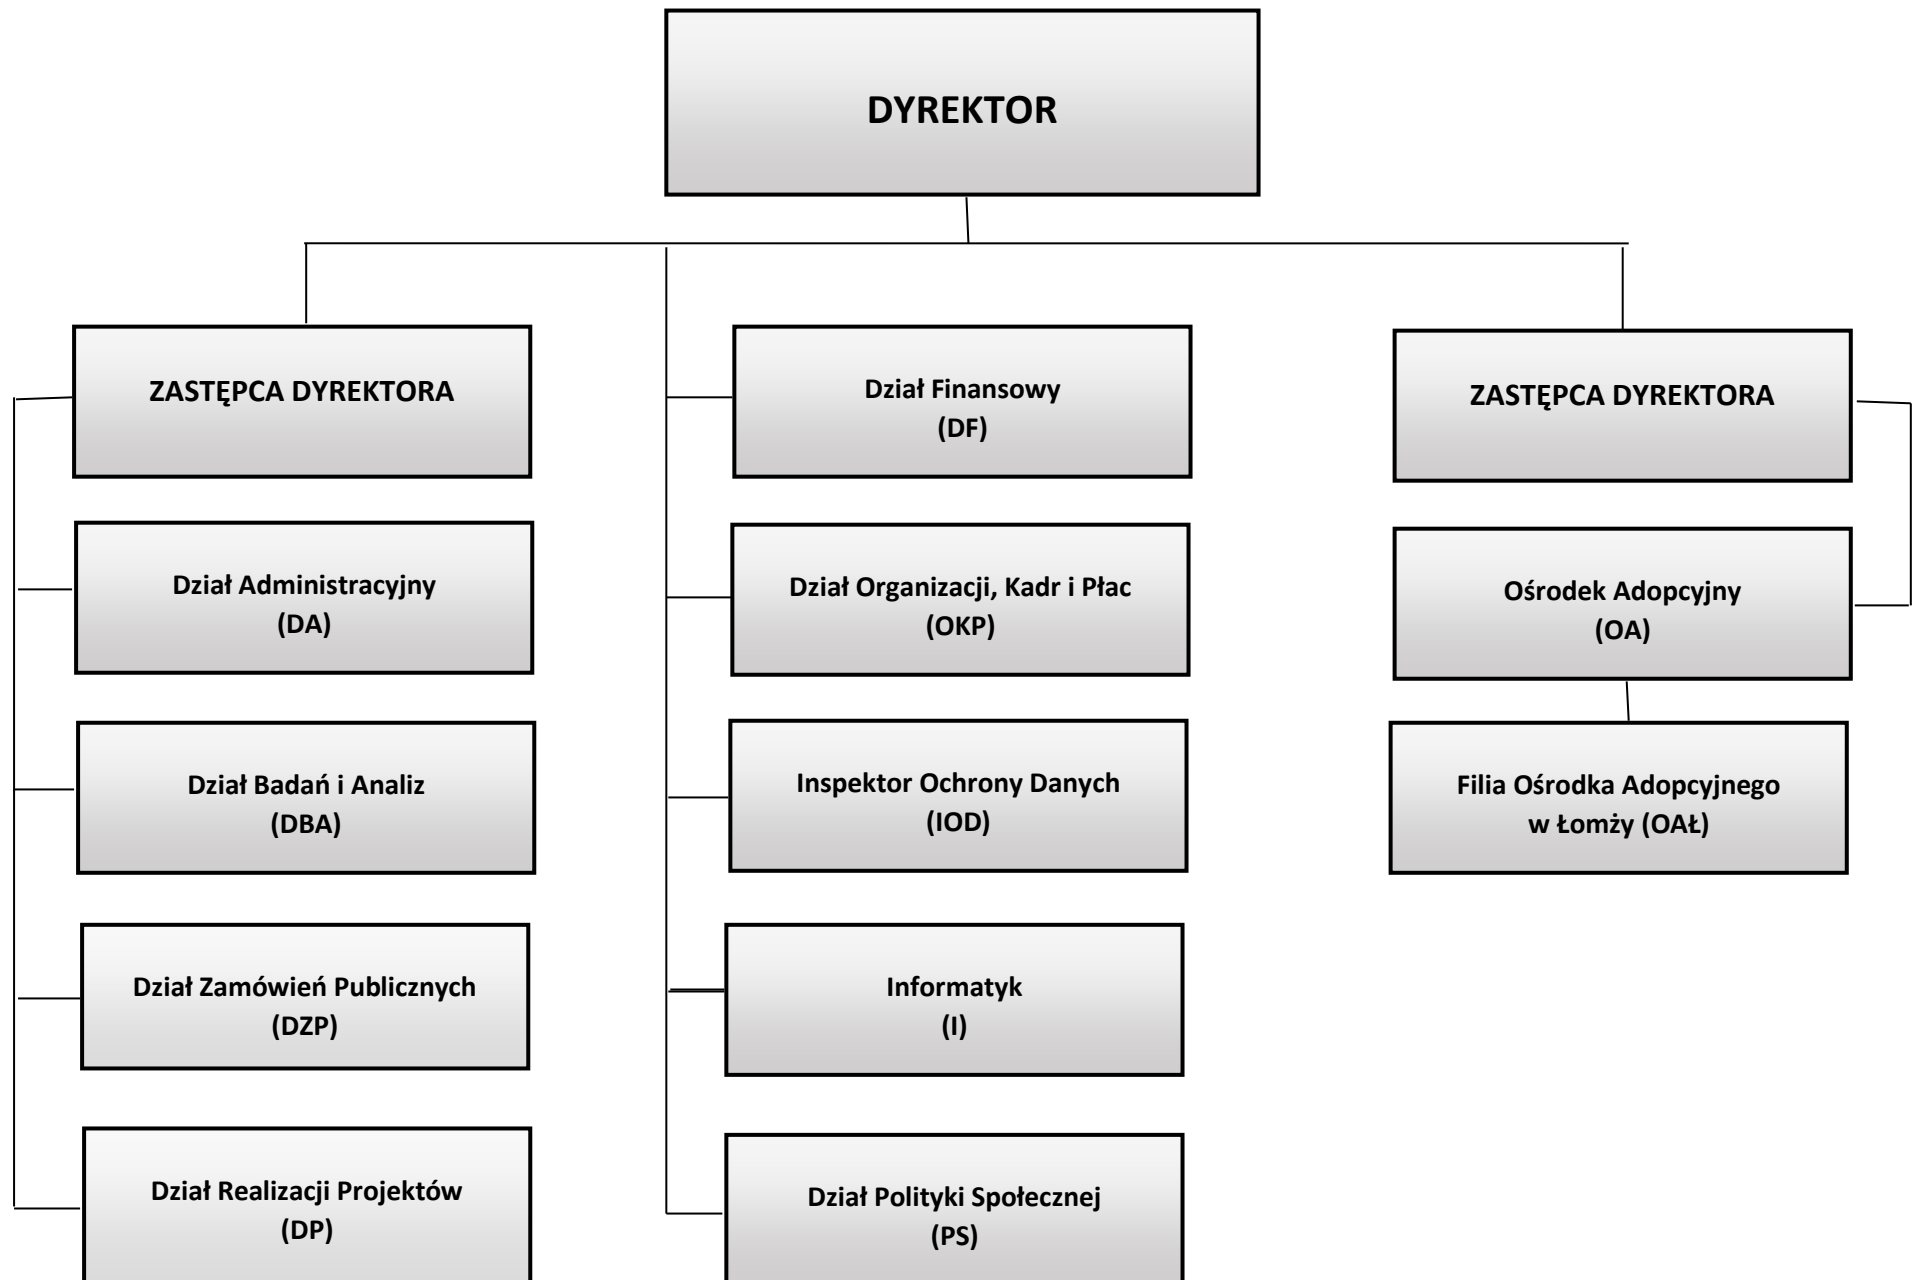 DYREKTOR
ZASTĘPCA DYREKTORA
Dział Administracyjny
(DA)
Dział Badań i Analiz
(DBA)
Dział Zamówień Publicznych
(DZP)
Dział Realizacji Projektów
(DP)
Dział Finansowy
(DF)
Dział Organizacji, Kadr i Płac
(OKP)
Inspektor Ochrony Danych
(IOD)
Informatyk
(I)
Dział Polityki Społecznej
(PS)
ZASTĘPCA DYREKTORA
Ośrodek Adopcyjny
(OA)
Filia Ośrodka Adopcyjnego
w Łomży (OAŁ)